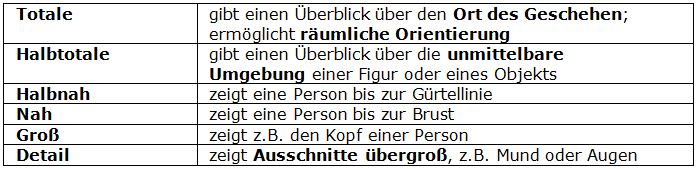 Totale gibt einen Überblick über den Ort des Geschehen;
ermöglicht räumliche Orientierung
Halbtotale gibt einen Überblick über die unmittelbare
Umgebung einer Figur oder eines Objekts
Halbnah zeigt eine Person bis zur Gürtellinie
Nah zeigt eine Person bis zur Brust
Groß zeigt z.B. den Kopf einer Person
Detail zeigt Ausschnitte übergroß, z.B. Mund oder Augen